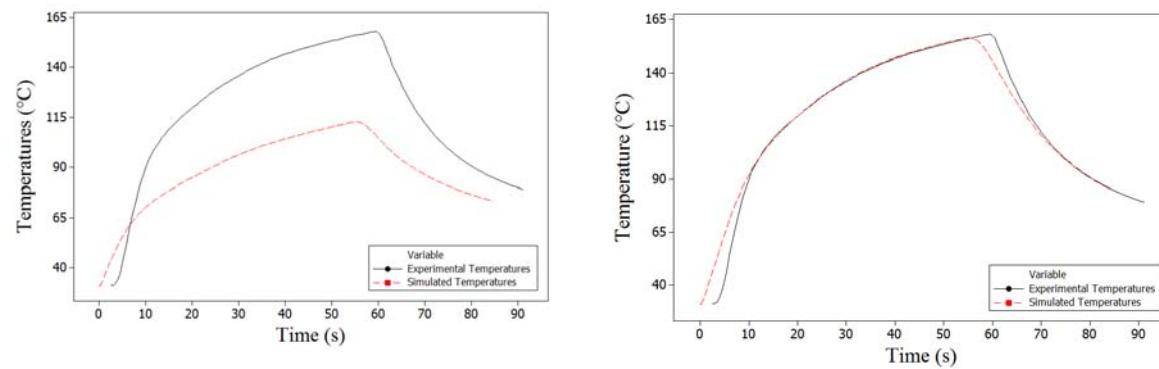 Temperatures (°C)
165
140
115
90
65
40
0 10 20 30 40 50 60 70 80 90
Time (s)
Variable
Experimental Temperatures
Simulated Temperatures
Temperature (°C)
165
140
115
90
65
40
0 10 20 30 40 50 60 70 80 90
Time (s)
Variable
Experimental Temperatures
Simulated Temperatures